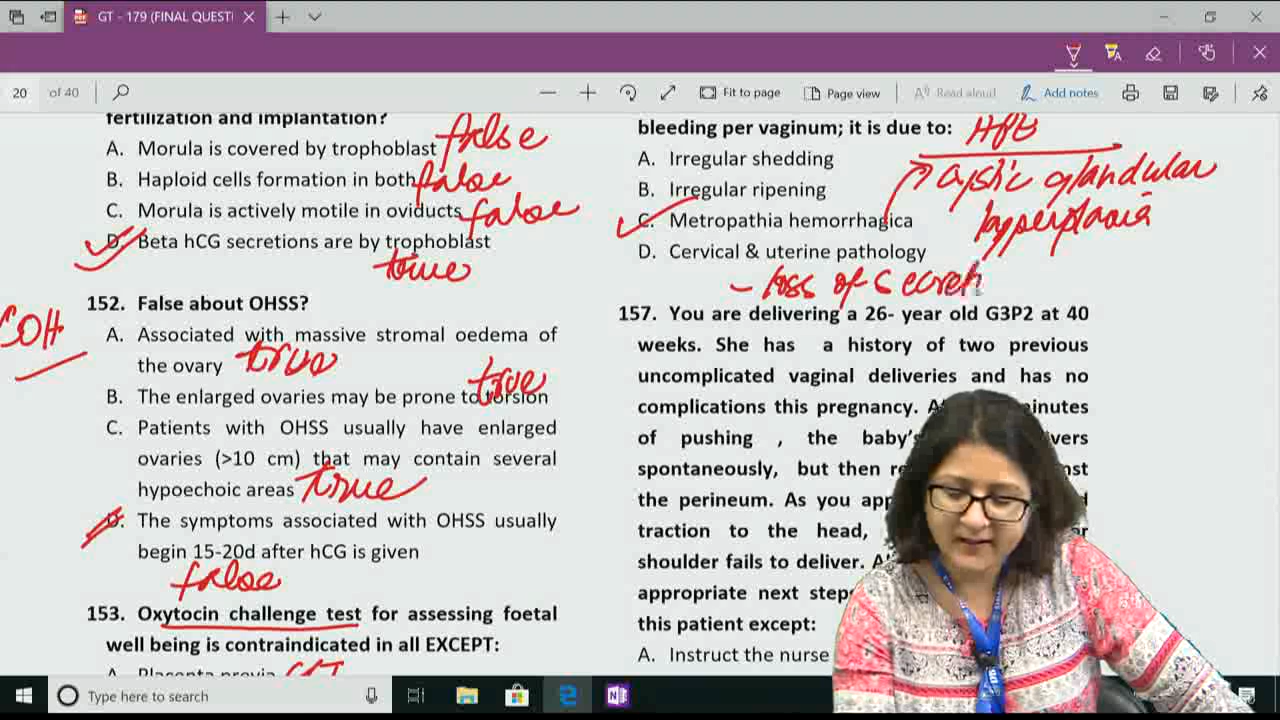 GT - 179 (FINAL QUESTI
20 of 40
Fit to page
Page view
Read aloud
Add notes
fertilization and implantation?
A. Morula is covered by trophoblast false
B. Haploid cells formation in both false
C. Morula is actively motile in oviducts false
D. Beta hCG secretions are by trophoblast
true
152. False about OHSS?
COH
A. Associated with massive stromal oedema of
the ovary true
B. The enlarged ovaries may be prone to torsion
true
C. Patients with OHSS usually have enlarged
ovaries (>10 cm) that may contain several
hypoechoic areas true
D. The symptoms associated with OHSS usually
begin 15-20d after hCG is given
false
153. Oxytocin challenge test for assessing foetal
well being is contraindicated in all EXCEPT:
A. Placenta previa
bleeding per vaginum; it is due to: HPE
A. Irregular shedding
cystic glandular
B. Irregular ripening
hyperplasia
C. Metropathia hemorrhagica
D. Cervical & uterine pathology
- loss of
157. You are delivering a 26- year old G3P2 at 40
weeks. She has a history of two previous
uncomplicated vaginal deliveries and has no
complications this pregnancy. minutes
of pushing , the baby's
spontaneously, but then
the perineum. As you
traction to the head,
shoulder fails to deliver.
appropriate next
this patient except:
A. Instruct the nurse
Type here to search